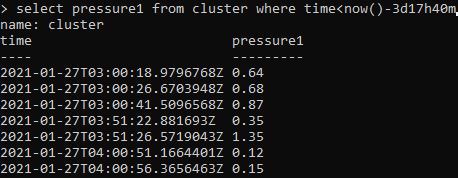 > select pressure1 from cluster where time<now()-3d17h40m
name: cluster
time pressure1
---- ---------
2021-01-27T03:00:18.9796768Z 0.64
2021-01-27T03:00:26.6703948Z 0.68
2021-01-27T03:00:41.5096568Z 0.87
2021-01-27T03:51:22.881693Z 0.35
2021-01-27T03:51:26.5719043Z 1.35
2021-01-27T04:00:51.1664401Z 0.12
2021-01-27T04:00:56.3656463Z 0.15